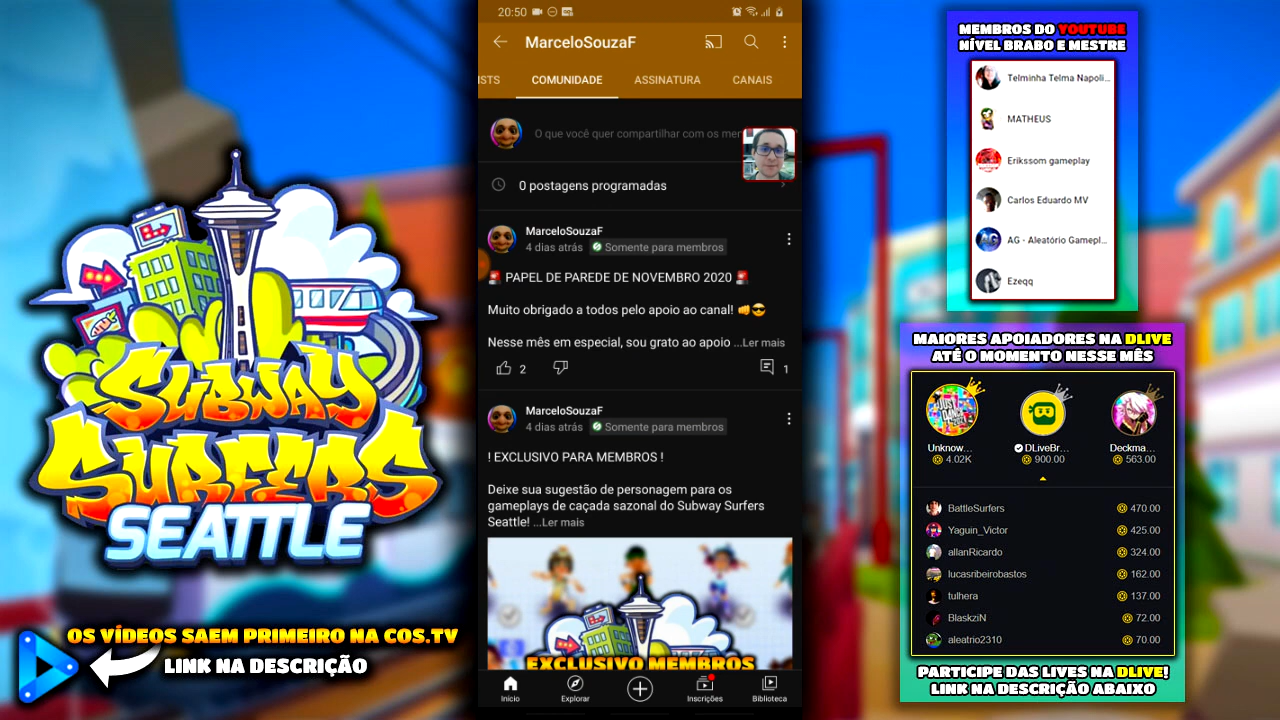 SUBWAY
SURFERS
SEATTLE
OS VÍDEOS SAEM PRIMEIRO NA COS.TV
LINK NA DESCRIÇÃO
20:50
MarceloSouzaF
ISTS COMUNIDADE ASSINATURA CANAIS
O que você quer compartilhar com os mem
0 postagens programadas
MarceloSouzaF
4 dias atrás Somente para membros
🚨 PAPEL DE PAREDE DE NOVEMBRO 2020 🚨
Muito obrigado a todos pelo apoio ao canal! 👊😎
Nesse mês em especial, sou grato ao apoio ...Ler mais
2 1
MarceloSouzaF
4 dias atrás Somente para membros
! EXCLUSIVO PARA MEMBROS !
Deixe sua sugestão de personagem para os
gameplays de caçada sazonal do Subway Surfers
Seattle! ...Ler mais
EXCLUSIVO MEMBROS
Início Explorar Inscrições Biblioteca
MEMBROS DO YOUTUBE
NÍVEL BRABO E MESTRE
Telminha Telma Napoli...
MATHEUS
Erikssom gameplay
Carlos Eduardo MV
AG - Aleatório Gamepl...
Ezeqq
MAIORES APOIADORES NA DLIVE
ATÉ O MOMENTO NESSE MÊS
Unknow... DLiveBr... Deckma...
4.02K 900.00 563.00
BattleSurfers 470.00
Yaguin_Victor 425.00
allanRicardo 324.00
lucasribeirobastos 162.00
tulhera 137.00
BlaskziN 72.00
aleatrio2310 70.00
PARTICIPE DAS LIVES NA DLIVE!
LINK NA DESCRIÇÃO ABAIXO